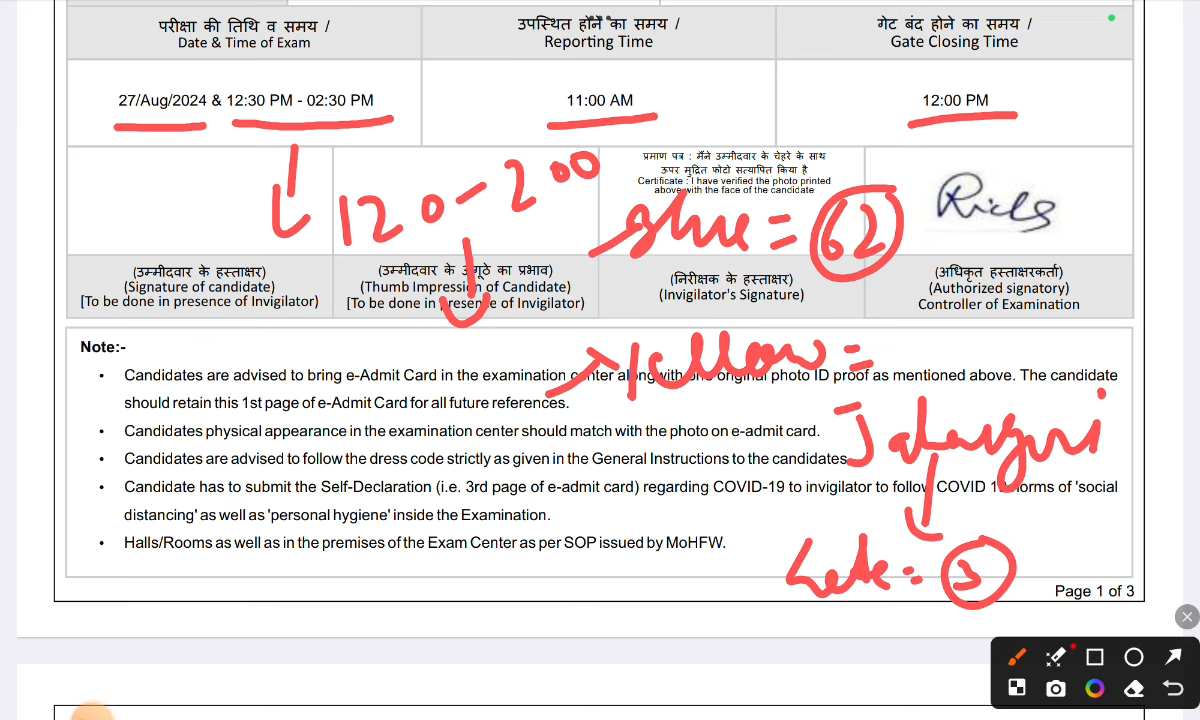 परीक्षा की तिथि व समय /
Date & Time of Exam
उपस्थित होने का समय /
Reporting Time
गेट बंद होने का समय /
Gate Closing Time
27/Aug/2024 & 12:30 PM - 02:30 PM
11:00 AM
12:00 PM
120-200
प्रमाण पत्र : मैंने उम्मीदवार के चेहरे के साथ
ऊपर मुद्रित फोटो सत्यापित किया है
Certificate : I have verified the photo printed
above with the face of the candidate
= 62
(उम्मीदवार के हस्ताक्षर)
(Signature of candidate)
[To be done in presence of Invigilator)
(उम्मीदवार के अंगूठे का प्रभाव)
(Thumb Impression of Candidate)
[To be done in presence of Invigilator)
(निरीक्षक के हस्ताक्षर)
(Invigilator's Signature)
(अधिकृत हस्ताक्षरकर्ता)
(Authorized signatory)
Controller of Examination
Note:-
Yellow =
• Candidates are advised to bring e-Admit Card in the examination center along with one original photo ID proof as mentioned above. The candidate
should retain this 1st page of e-Admit Card for all future references.
• Candidates physical appearance in the examination center should match with the photo on e-admit card.
• Candidates are advised to follow the dress code strictly as given in the General Instructions to the candidates.
• Candidate has to submit the Self-Declaration (i.e. 3rd page of e-admit card) regarding COVID-19 to invigilator to follow COVID 19 norms of 'social
distancing' as well as 'personal hygiene' inside the Examination.
• Halls/Rooms as well as in the premises of the Exam Center as per SOP issued by MoHFW.
= 3
Page 1 of 3